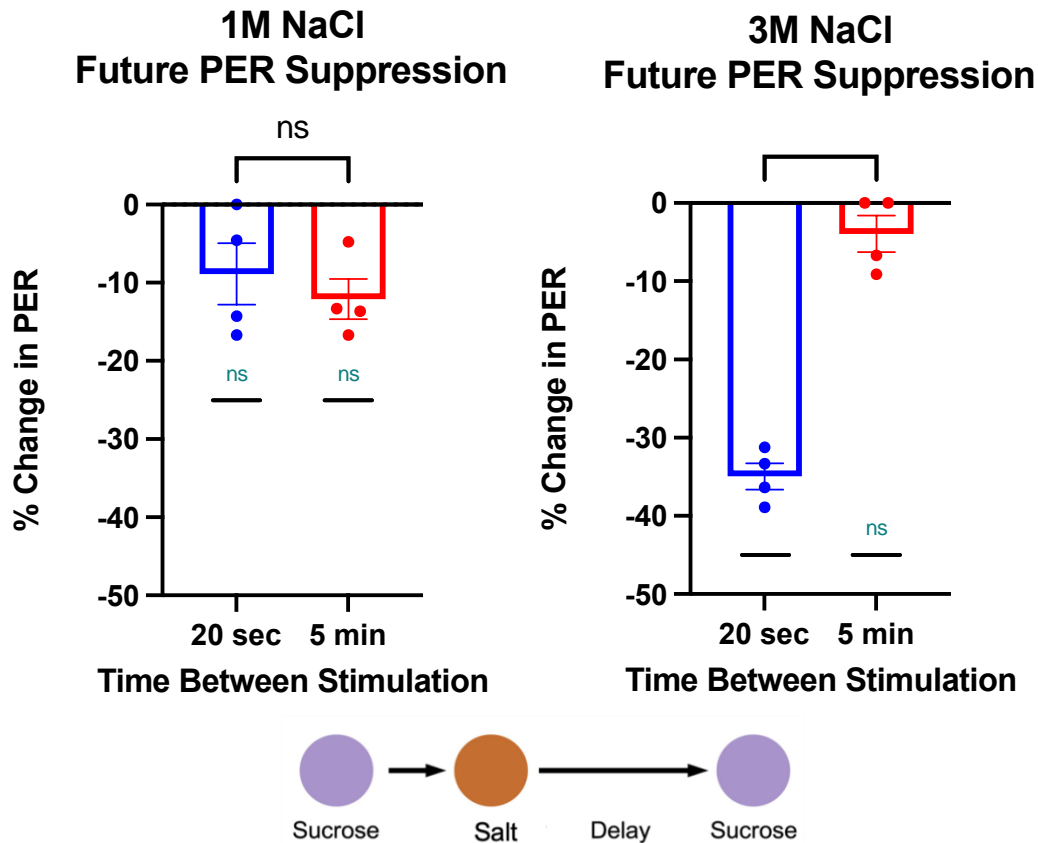 1M NaCl
Future PER Suppression
ns
0
-10
-20
-30
-40
-50
% Change in PER
ns
ns
20 sec
5 min
Time Between Stimulation
3M NaCl
Future PER Suppression
0
-10
-20
-30
-40
-50
% Change in PER
ns
20 sec
5 min
Time Between Stimulation
Sucrose
Salt
Delay
Sucrose